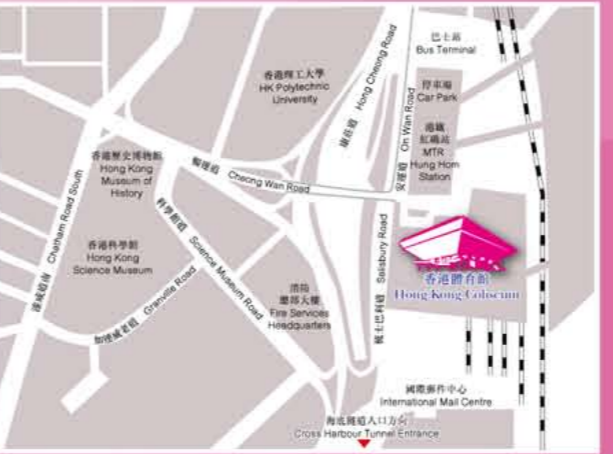 巴士站
Bus Terminal
停車場
Car Park
港鐵
紅磡站
MTR
Hung Hom
Station
香港理工大學
HK Polytechnic
University
康莊道 Hong Cheong Road
安運道 On Wan Road
暢運道 Cheong Wan Road
香港歷史博物館
Hong Kong
Museum of
History
科學館道 Science Museum Road
香港科學館
Hong Kong
Science Museum
漆咸道南 Chatham Road South
加連威老道 Granville Road
消防
總部大樓
Fire Services
Headquarters
梳士巴利道 Salisbury Road
香港體育館
Hong Kong Coliseum
國際郵件中心
International Mail Centre
海底隧道入口方向
Cross Harbour Tunnel Entrance